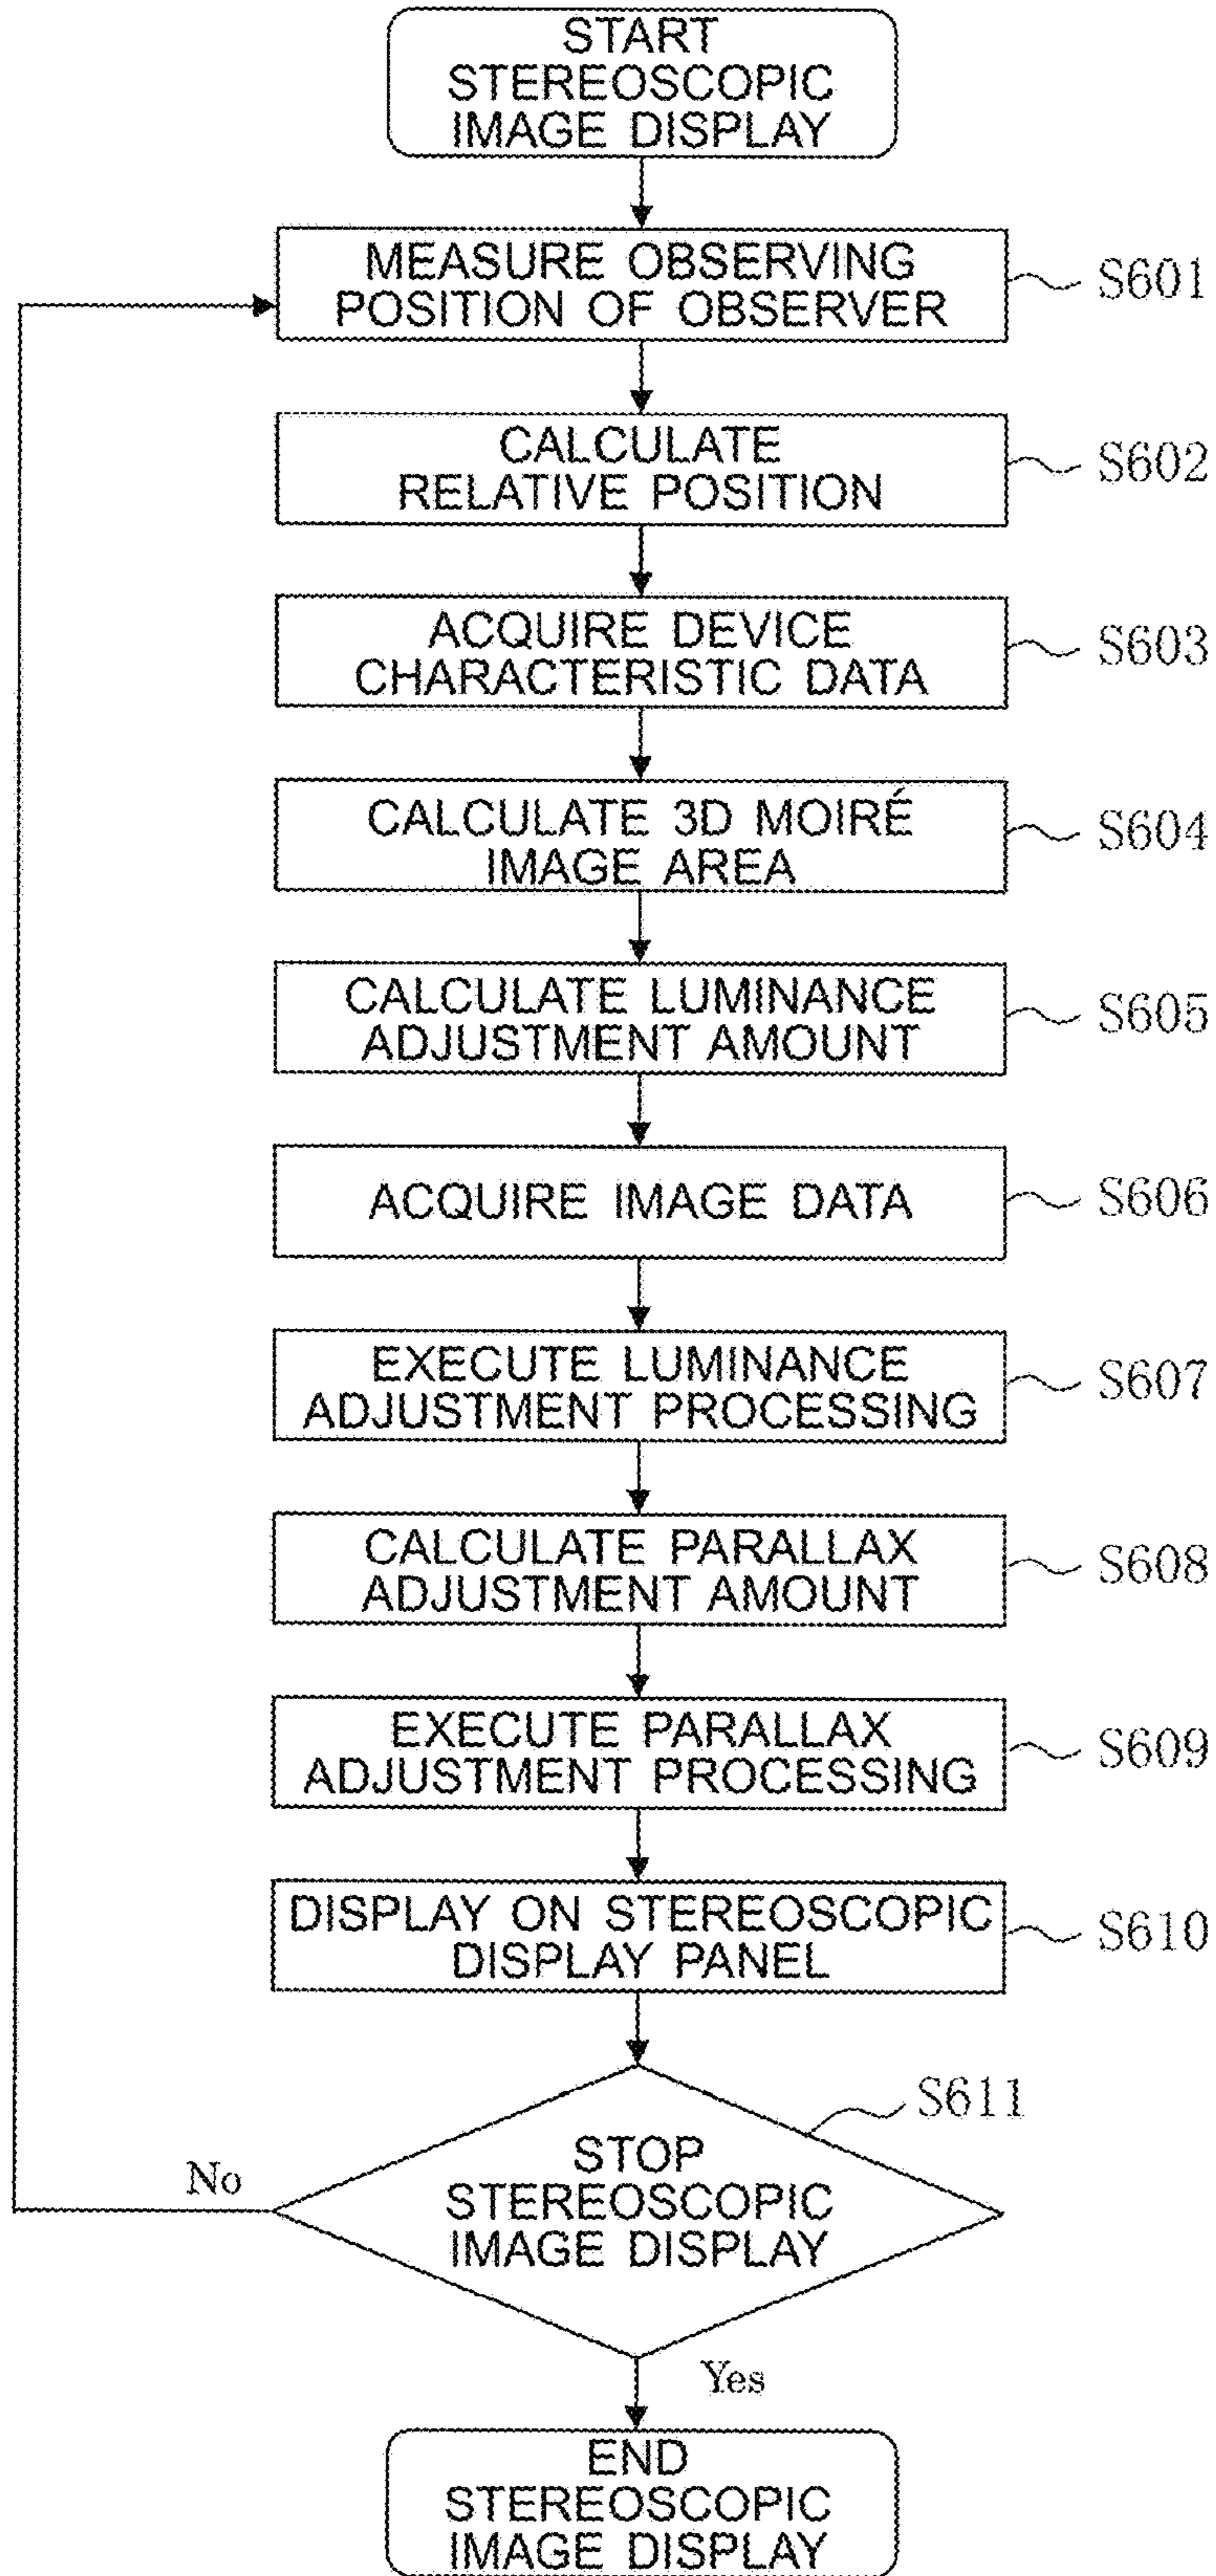 START
STEREOSCOPIC
IMAGE DISPLAY
MEASURE OBSERVING
POSITION OF OBSERVER
S601
CALCULATE
RELATIVE POSITION
S602
ACQUIRE DEVICE
CHARACTERISTIC DATA
S603
CALCULATE 3D MOIRÉ
IMAGE AREA
S604
CALCULATE LUMINANCE
ADJUSTMENT AMOUNT
S605
ACQUIRE IMAGE DATA
S606
EXECUTE LUMINANCE
ADJUSTMENT PROCESSING
S607
CALCULATE PARALLAX
ADJUSTMENT AMOUNT
S608
EXECUTE PARALLAX
ADJUSTMENT PROCESSING
S609
DISPLAY ON STEREOSCOPIC
DISPLAY PANEL
S610
S611
STOP
STEREOSCOPIC
IMAGE DISPLAY
No
Yes
END
STEREOSCOPIC
IMAGE DISPLAY